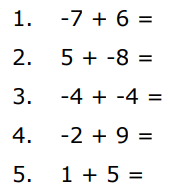 1. -7 + 6 =
2. 5 + -8 =
3. -4 + -4 =
4. -2 + 9 =
5. 1 + 5 =